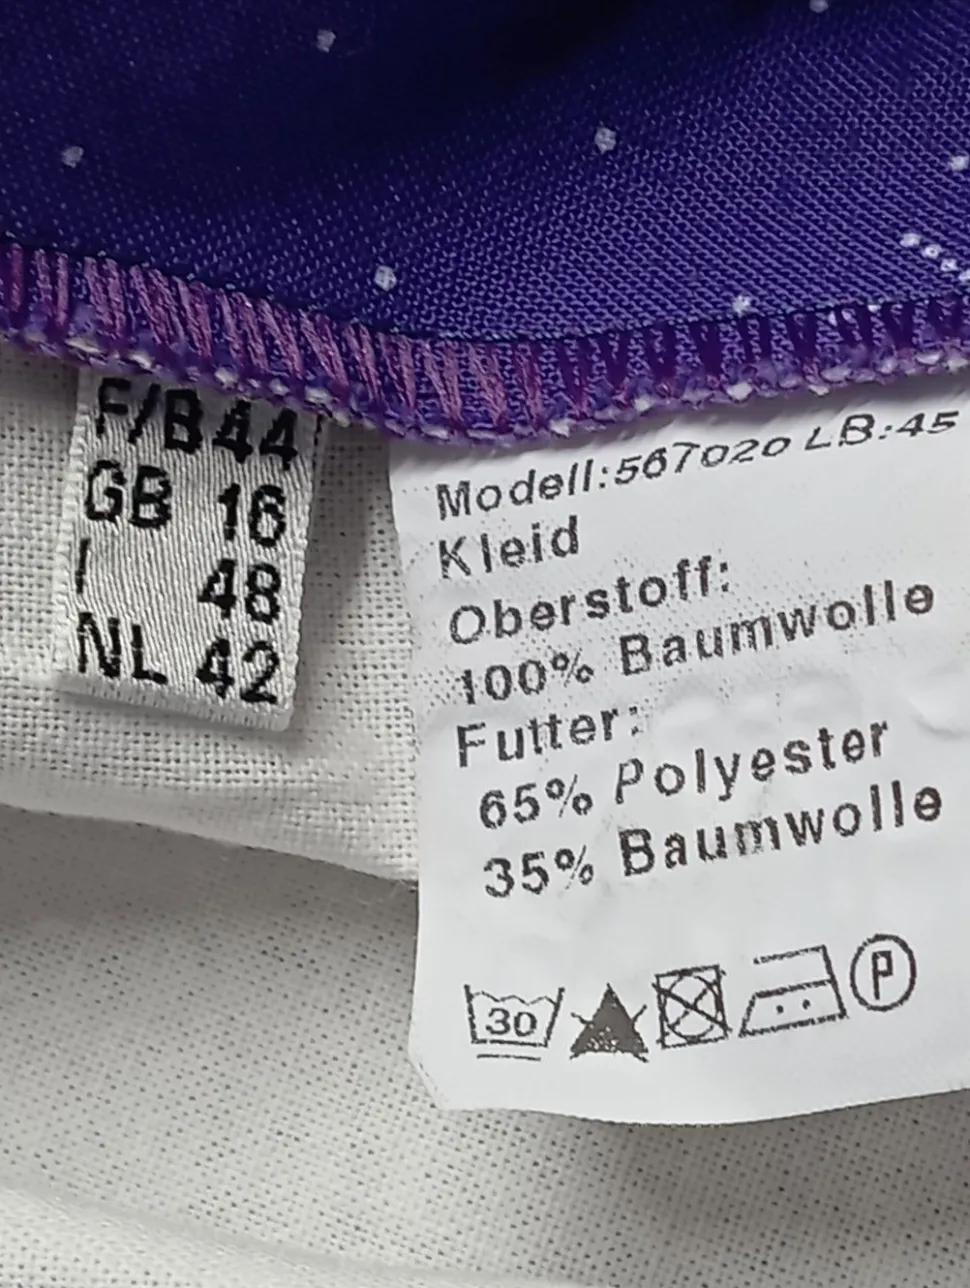 F/B 44
GB 16
I 48
NL 42
Modell:567020 LB:45
Kleid
Oberstoff:
100% Baumwolle
Futter:
65% Polyester
35% Baumwolle
30
P